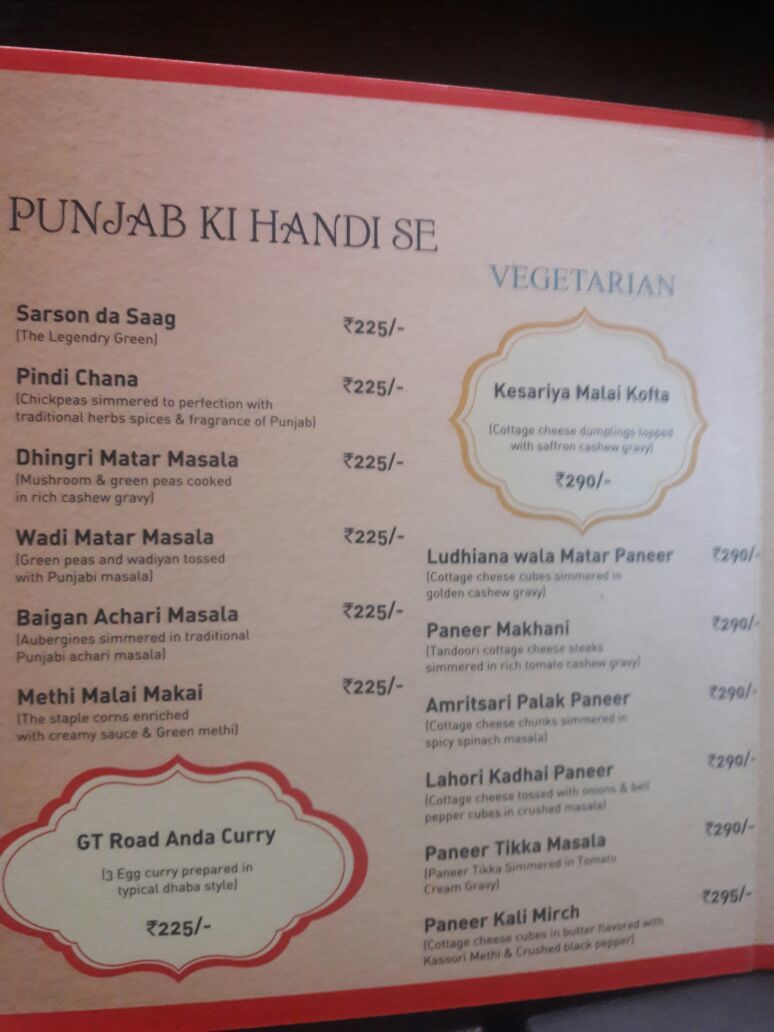 PUNJAB KI HANDI SE
Sarson da Saag ₹225/-
(The Legendry Green)
Pindi Chana ₹225/-
(Chickpeas simmered to perfection with
traditional herbs spices & fragrance of Punjab)
Dhingri Matar Masala ₹225/-
(Mushroom & green peas cooked
in rich cashew gravy)
Wadi Matar Masala ₹225/-
(Green peas and wadiyan tossed
with Punjabi masala)
Baigan Achari Masala ₹225/-
(Aubergines simmered in traditional
Punjabi achari masala)
Methi Malai Makai ₹225/-
(The staple corns enriched
with creamy sauce & Green methi)
GT Road Anda Curry
(3 Egg curry prepared in
typical dhaba style)
₹225/-
VEGETARIAN
Kesariya Malai Kofta
(Cottage cheese dumplings topped
with saffron cashew gravy)
₹290/-
Ludhiana wala Matar Paneer ₹290/-
(Cottage cheese cubes simmered in
golden cashew gravy)
Paneer Makhani ₹290/-
(Tandoori cottage cheese steaks
simmered in rich tomato cashew gravy)
Amritsari Palak Paneer ₹290/-
(Cottage cheese chunks simmered in
spicy spinach masala)
Lahori Kadhai Paneer ₹290/-
(Cottage cheese tossed with onions & bell
pepper cubes in crushed masala)
Paneer Tikka Masala ₹290/-
(Paneer Tikka Simmered in Tomato
Cream Gravy)
Paneer Kali Mirch ₹295/-
(Cottage cheese cubes in butter flavored with
Kasoori Methi & Crushed black pepper)